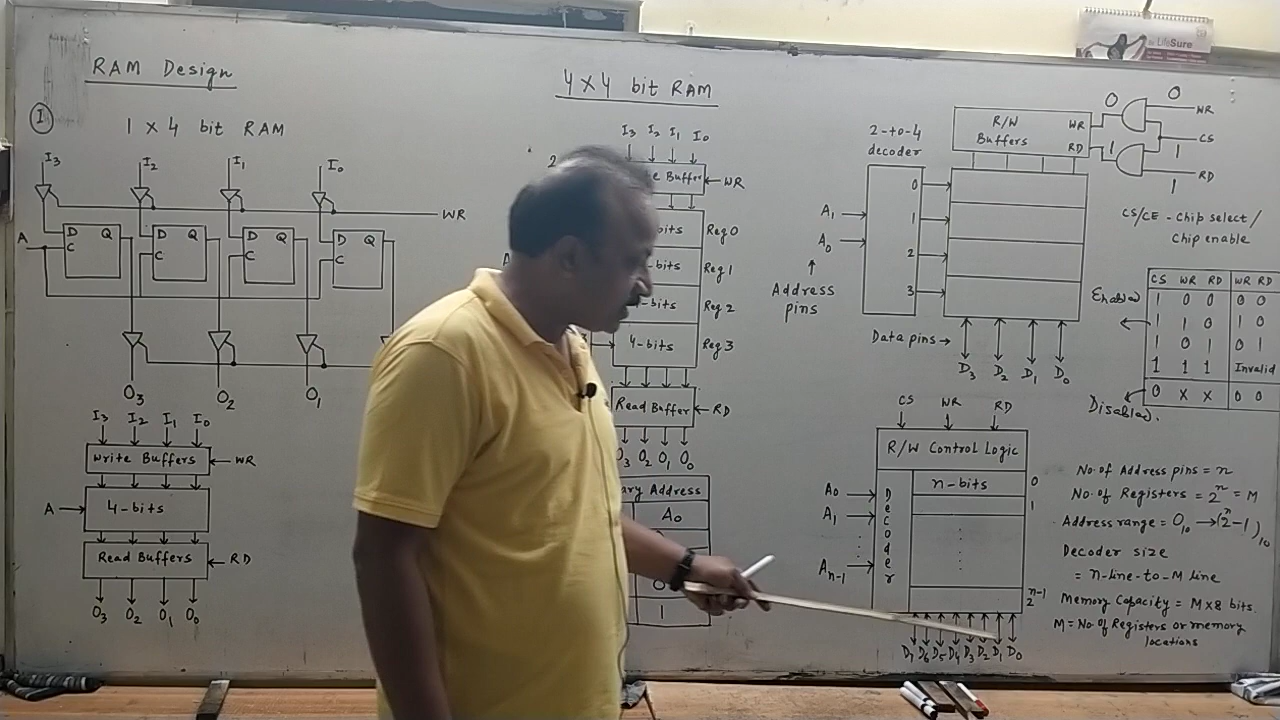 RAM Design
I
1 X 4 bit RAM
I3 I2 I1 I0
WR
A
D Q D Q D Q D Q
C C C C
O3 O2 O1
I3 I2 I1 I0
Write Buffers
WR
A
4-bits
Read Buffers
RD
O3 O2 O1 O0
4 X 4 bit RAM
I3 I2 I1 I0
Buffer
WR
bits Reg 0
-bits Reg 1
-bits Reg 2
4-bits Reg 3
Read Buffer
RD
O3 O2 O1 O0
Address
A0
0
1
2-to-4
decoder
A1
A0
Address
pins
0
1
2
3
R/W
Buffers
WR
RD
0 0 WR
CS
1 1
RD
1
Data pins
D3 D2 D1 D0
CS/CE - Chip select/
Chip enable
Enabled
CS WR RD WR RD
1 0 0 0 0
1 1 0 1 0
1 0 1 0 1
1 1 1 Invalid
0 X X 0 0
Disabled.
CS WR RD
R/W Control Logic
A0
A1
An-1
Decoder
n-bits
0
1
2 n-1
D7 D6 D5 D4 D3 D2 D1 D0
No. of Address pins = n
No. of Registers = 2^n = M
Address range = 0_10 → (2^n - 1)_10
Decoder size
= n-line-to-M line
Memory Capacity = M X 8 bits.
M = No. of Registers or memory
locations
LifeSure